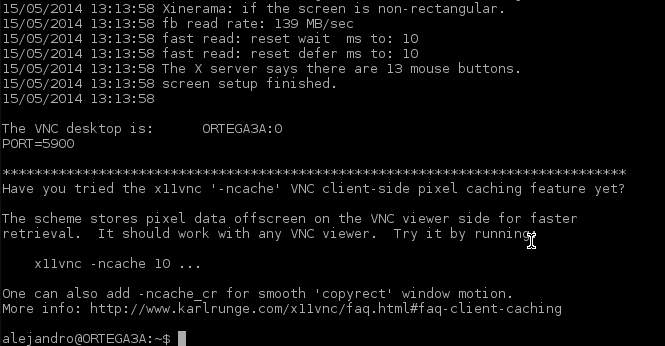 15/05/2014 13:13:58 Xinerama: if the screen is non-rectangular.
15/05/2014 13:13:58 fb read rate: 139 MB/sec
15/05/2014 13:13:58 fast read: reset wait  ms to: 10
15/05/2014 13:13:58 fast read: reset defer ms to: 10
15/05/2014 13:13:58 The X server says there are 13 mouse buttons.
15/05/2014 13:13:58 screen setup finished.
15/05/2014 13:13:58
The VNC desktop is:      ORTEGA3A:0
PORT=5900
******************************************************************************
Have you tried the x11vnc '-ncache' VNC client-side pixel caching feature yet?
The scheme stores pixel data offscreen on the VNC viewer side for faster
retrieval.  It should work with any VNC viewer.  Try it by running:
    x11vnc -ncache 10 ...
One can also add -ncache_cr for smooth 'copyrect' window motion.
More info: http://www.karlrunge.com/x11vnc/faq.html#faq-client-caching
alejandro@ORTEGA3A:~$